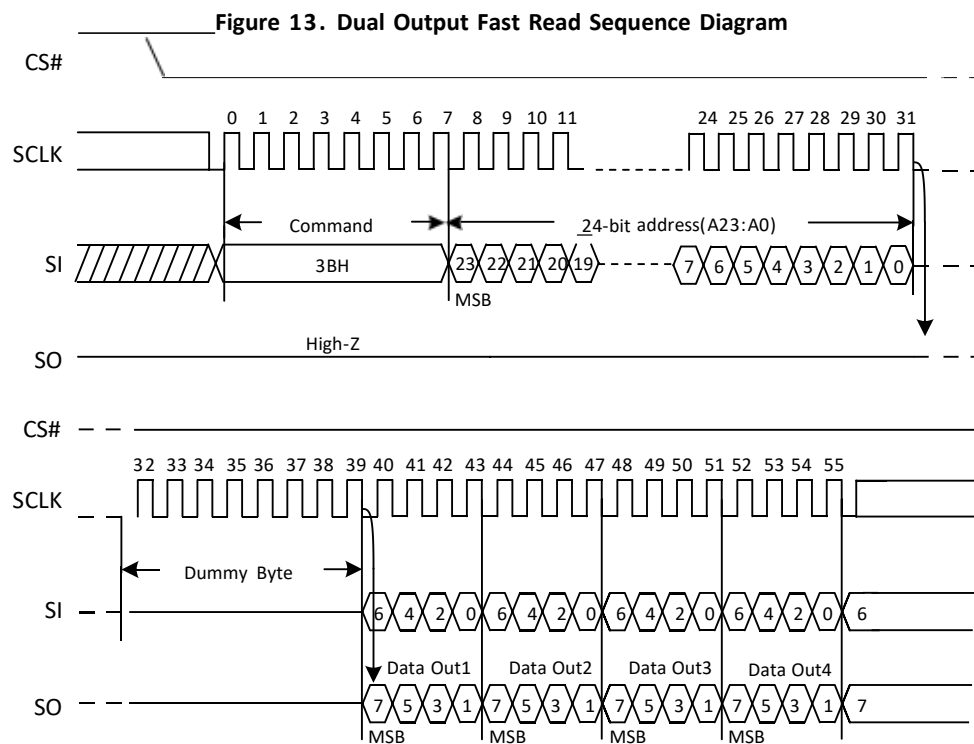 Figure 13. Dual Output Fast Read Sequence Diagram
CS#
0 1 2 3 4 5 6 7 8 9 10 11 24 25 26 27 28 29 30 31
SCLK
Command 24-bit address(A23:A0)
SI 3BH 23 22 21 20 19 7 6 5 4 3 2 1 0
MSB
High-Z
SO
CS#
32 33 34 35 36 37 38 39 40 41 42 43 44 45 46 47 48 49 50 51 52 53 54 55
SCLK
Dummy Byte
SI 6 4 2 0 6 4 2 0 6 4 2 0 6 4 2 0 6
Data Out1 Data Out2 Data Out3 Data Out4
SO 7 5 3 1 7 5 3 1 7 5 3 1 7 5 3 1 7
MSB MSB MSB MSB